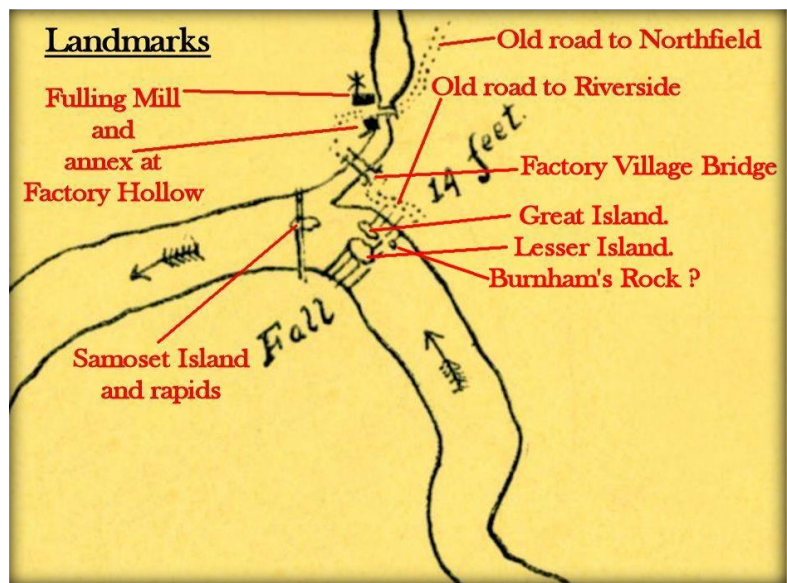 Landmarks
Old road to Northfield
Fulling Mill
and
annex at
Factory Hollow
Old road to Riverside
14 feet.
Factory Village Bridge
Great Island.
Lesser Island.
Burnham's Rock ?
Fall
Samoset Island
and rapids